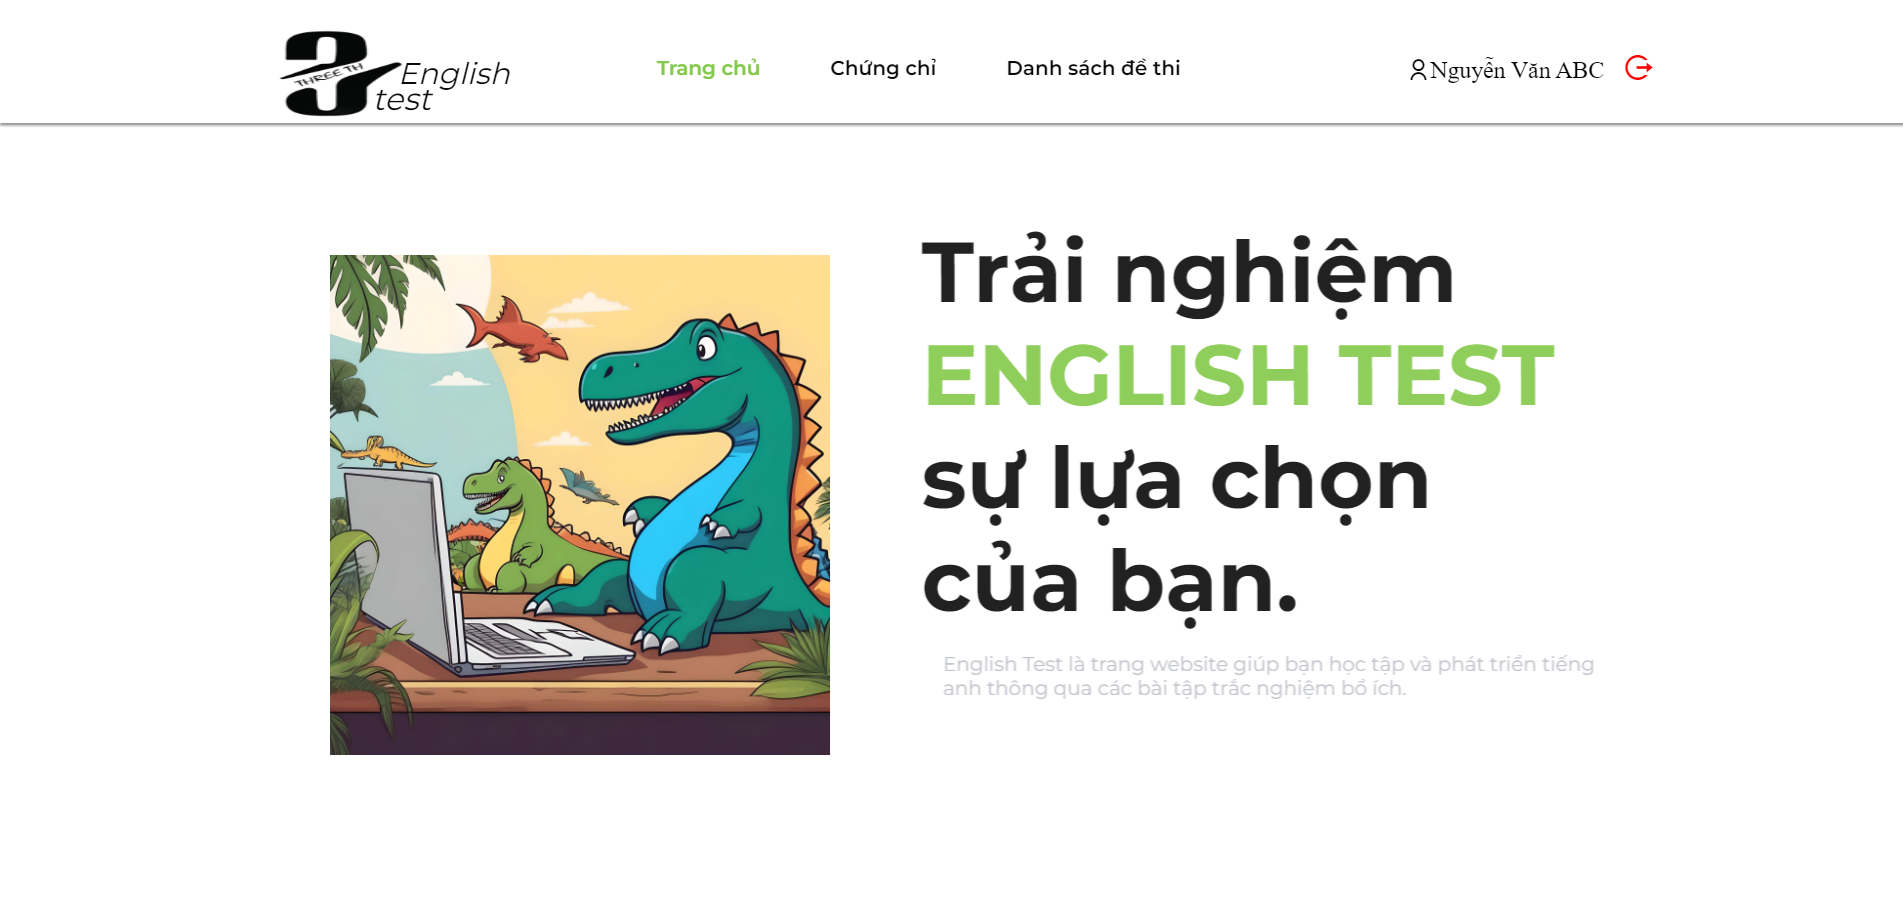 THREE TH
English
test
Trang chủ
Chứng chỉ
Danh sách đề thi
Nguyễn Văn ABC
Trải nghiệm
ENGLISH TEST
sự lựa chọn
của bạn.
English Test là trang website giúp bạn học tập và phát triển tiếng
anh thông qua các bài tập trắc nghiệm bổ ích.